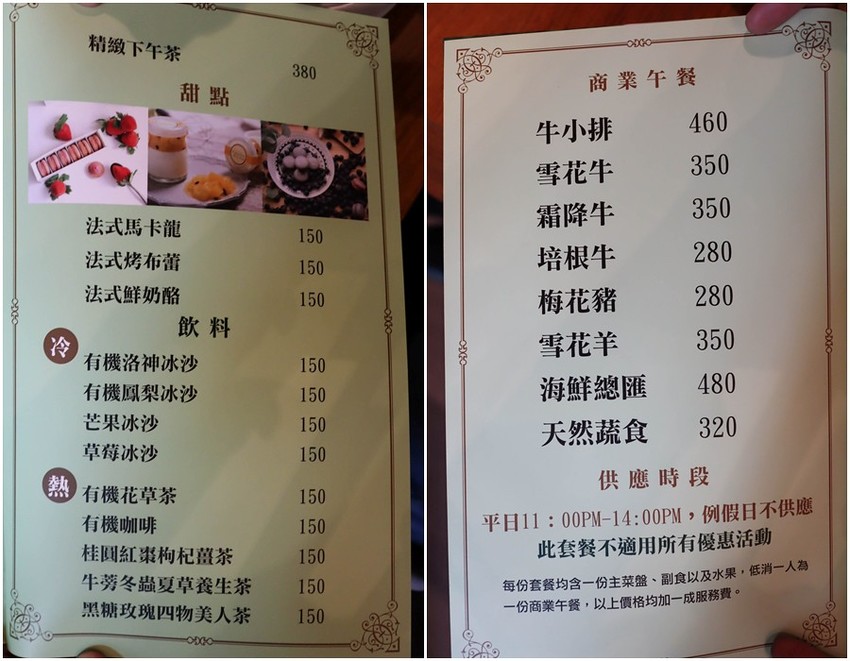 精緻下午茶 380
甜點
法式馬卡龍 150
法式烤布蕾 150
法式鮮奶酪 150
飲料
冷
有機洛神冰沙 150
有機鳳梨冰沙 150
芒果冰沙 150
草莓冰沙 150
熱
有機花草茶 150
有機咖啡 150
桂圓紅棗枸杞薑茶 150
牛蒡冬蟲夏草養生茶 150
黑糖玫瑰四物美人茶 150
商業午餐
牛小排 460
雪花牛 350
霜降牛 350
培根牛 280
梅花豬 280
雪花羊 350
海鮮總匯 480
天然蔬食 320
供應時段
平日11：00PM-14:00PM，例假日不供應
此套餐不適用所有優惠活動
每份套餐均含一份主菜盤、副食以及水果，低消一人為
一份商業午餐，以上價格均加一成服務費。